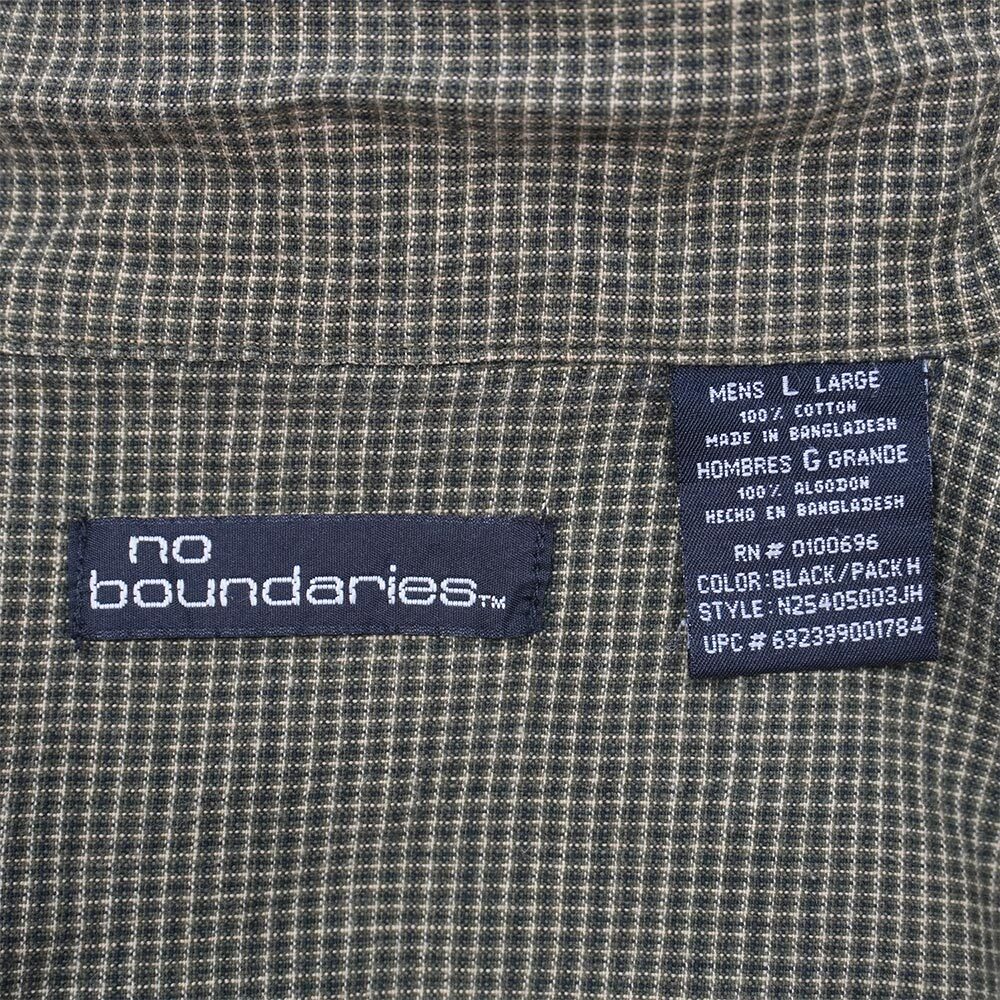 no
boundaries™
MENS L LARGE
100% COTTON
MADE IN BANGLADESH
HOMBRES G GRANDE
100% ALGODON
HECHO EN BANGLADESH
RN # 0100696
COLOR: BLACK/PACK H
STYLE: N25405003JH
UPC # 692399001784